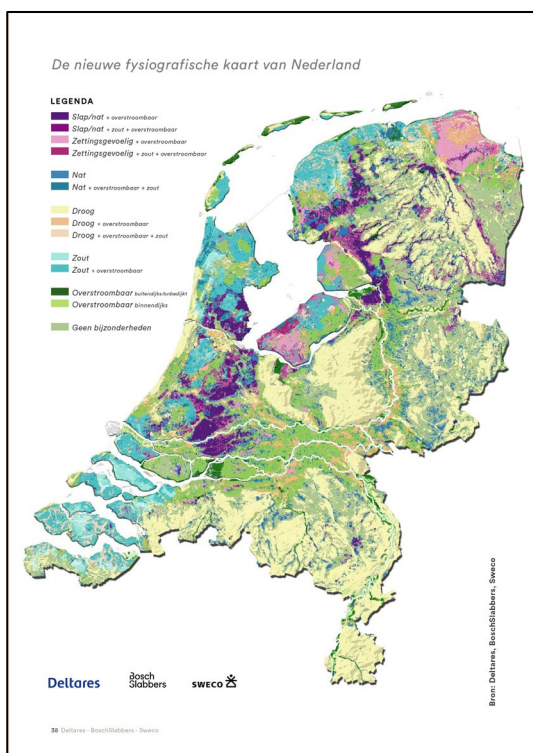 De nieuwe fysiografische kaart van Nederland
LEGENDA
Slap/nat + overstroombaar
Slap/nat + zout + overstroombaar
Zettingsgevoelig + overstroombaar
Zettingsgevoelig + zout + overstroombaar
Nat
Nat + overstroombaar + zout
Droog
Droog + overstroombaar
Droog + overstroombaar + zout
Zout
Zout + overstroombaar
Overstroombaar buitendijks/onbedijkt
Overstroombaar binnendijks
Geen bijzonderheden
Bron: Deltares, BoschSlabbers, Sweco
Deltares
Bosch
Slabbers
SWECO
38 Deltares - BoschSlabbers - Sweco